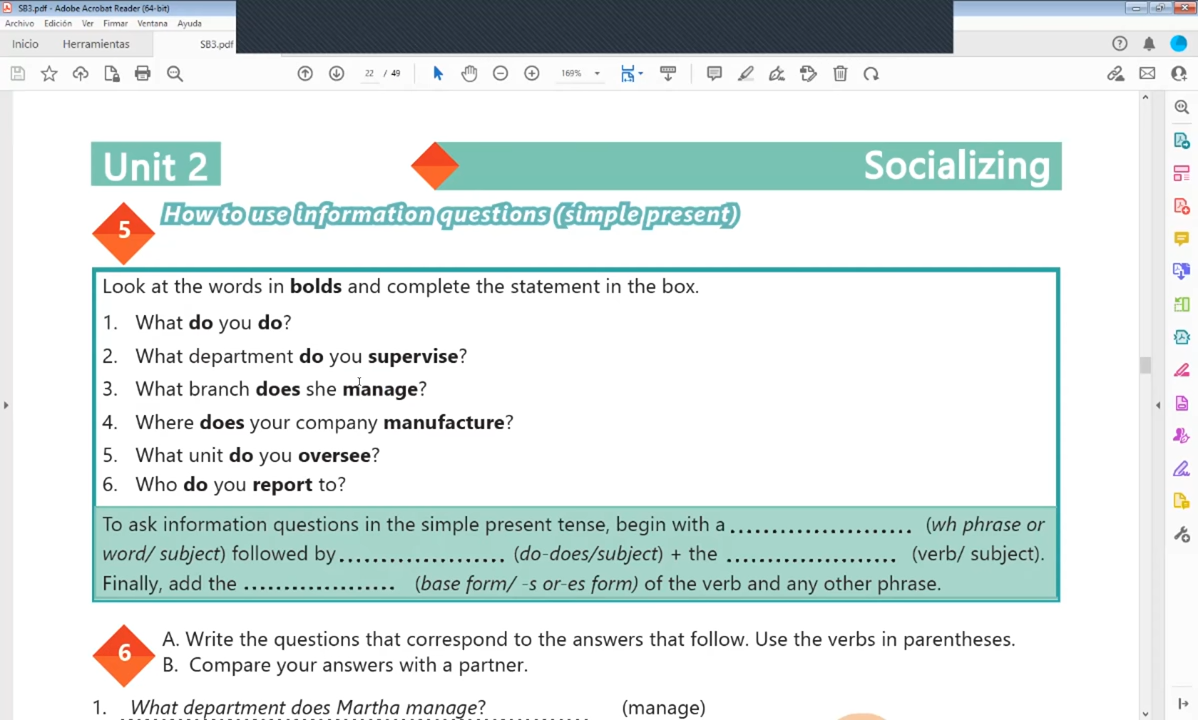 SB3.pdf - Adobe Acrobat Reader (64-bit)
Archivo Edición Ver Firmar Ventana Ayuda
Inicio Herramientas SB3.pdf
22 / 49 169%
Unit 2 Socializing
5 How to use information questions (simple present)
Look at the words in bolds and complete the statement in the box.
1. What do you do?
2. What department do you supervise?
3. What branch does she manage?
4. Where does your company manufacture?
5. What unit do you oversee?
6. Who do you report to?
To ask information questions in the simple present tense, begin with a ........................ (wh phrase or
word/ subject) followed by...................... (do-does/subject) + the ...................... (verb/ subject).
Finally, add the ................... (base form/ -s or-es form) of the verb and any other phrase.
6 A. Write the questions that correspond to the answers that follow. Use the verbs in parentheses.
B. Compare your answers with a partner.
1. What department does Martha manage? (manage)